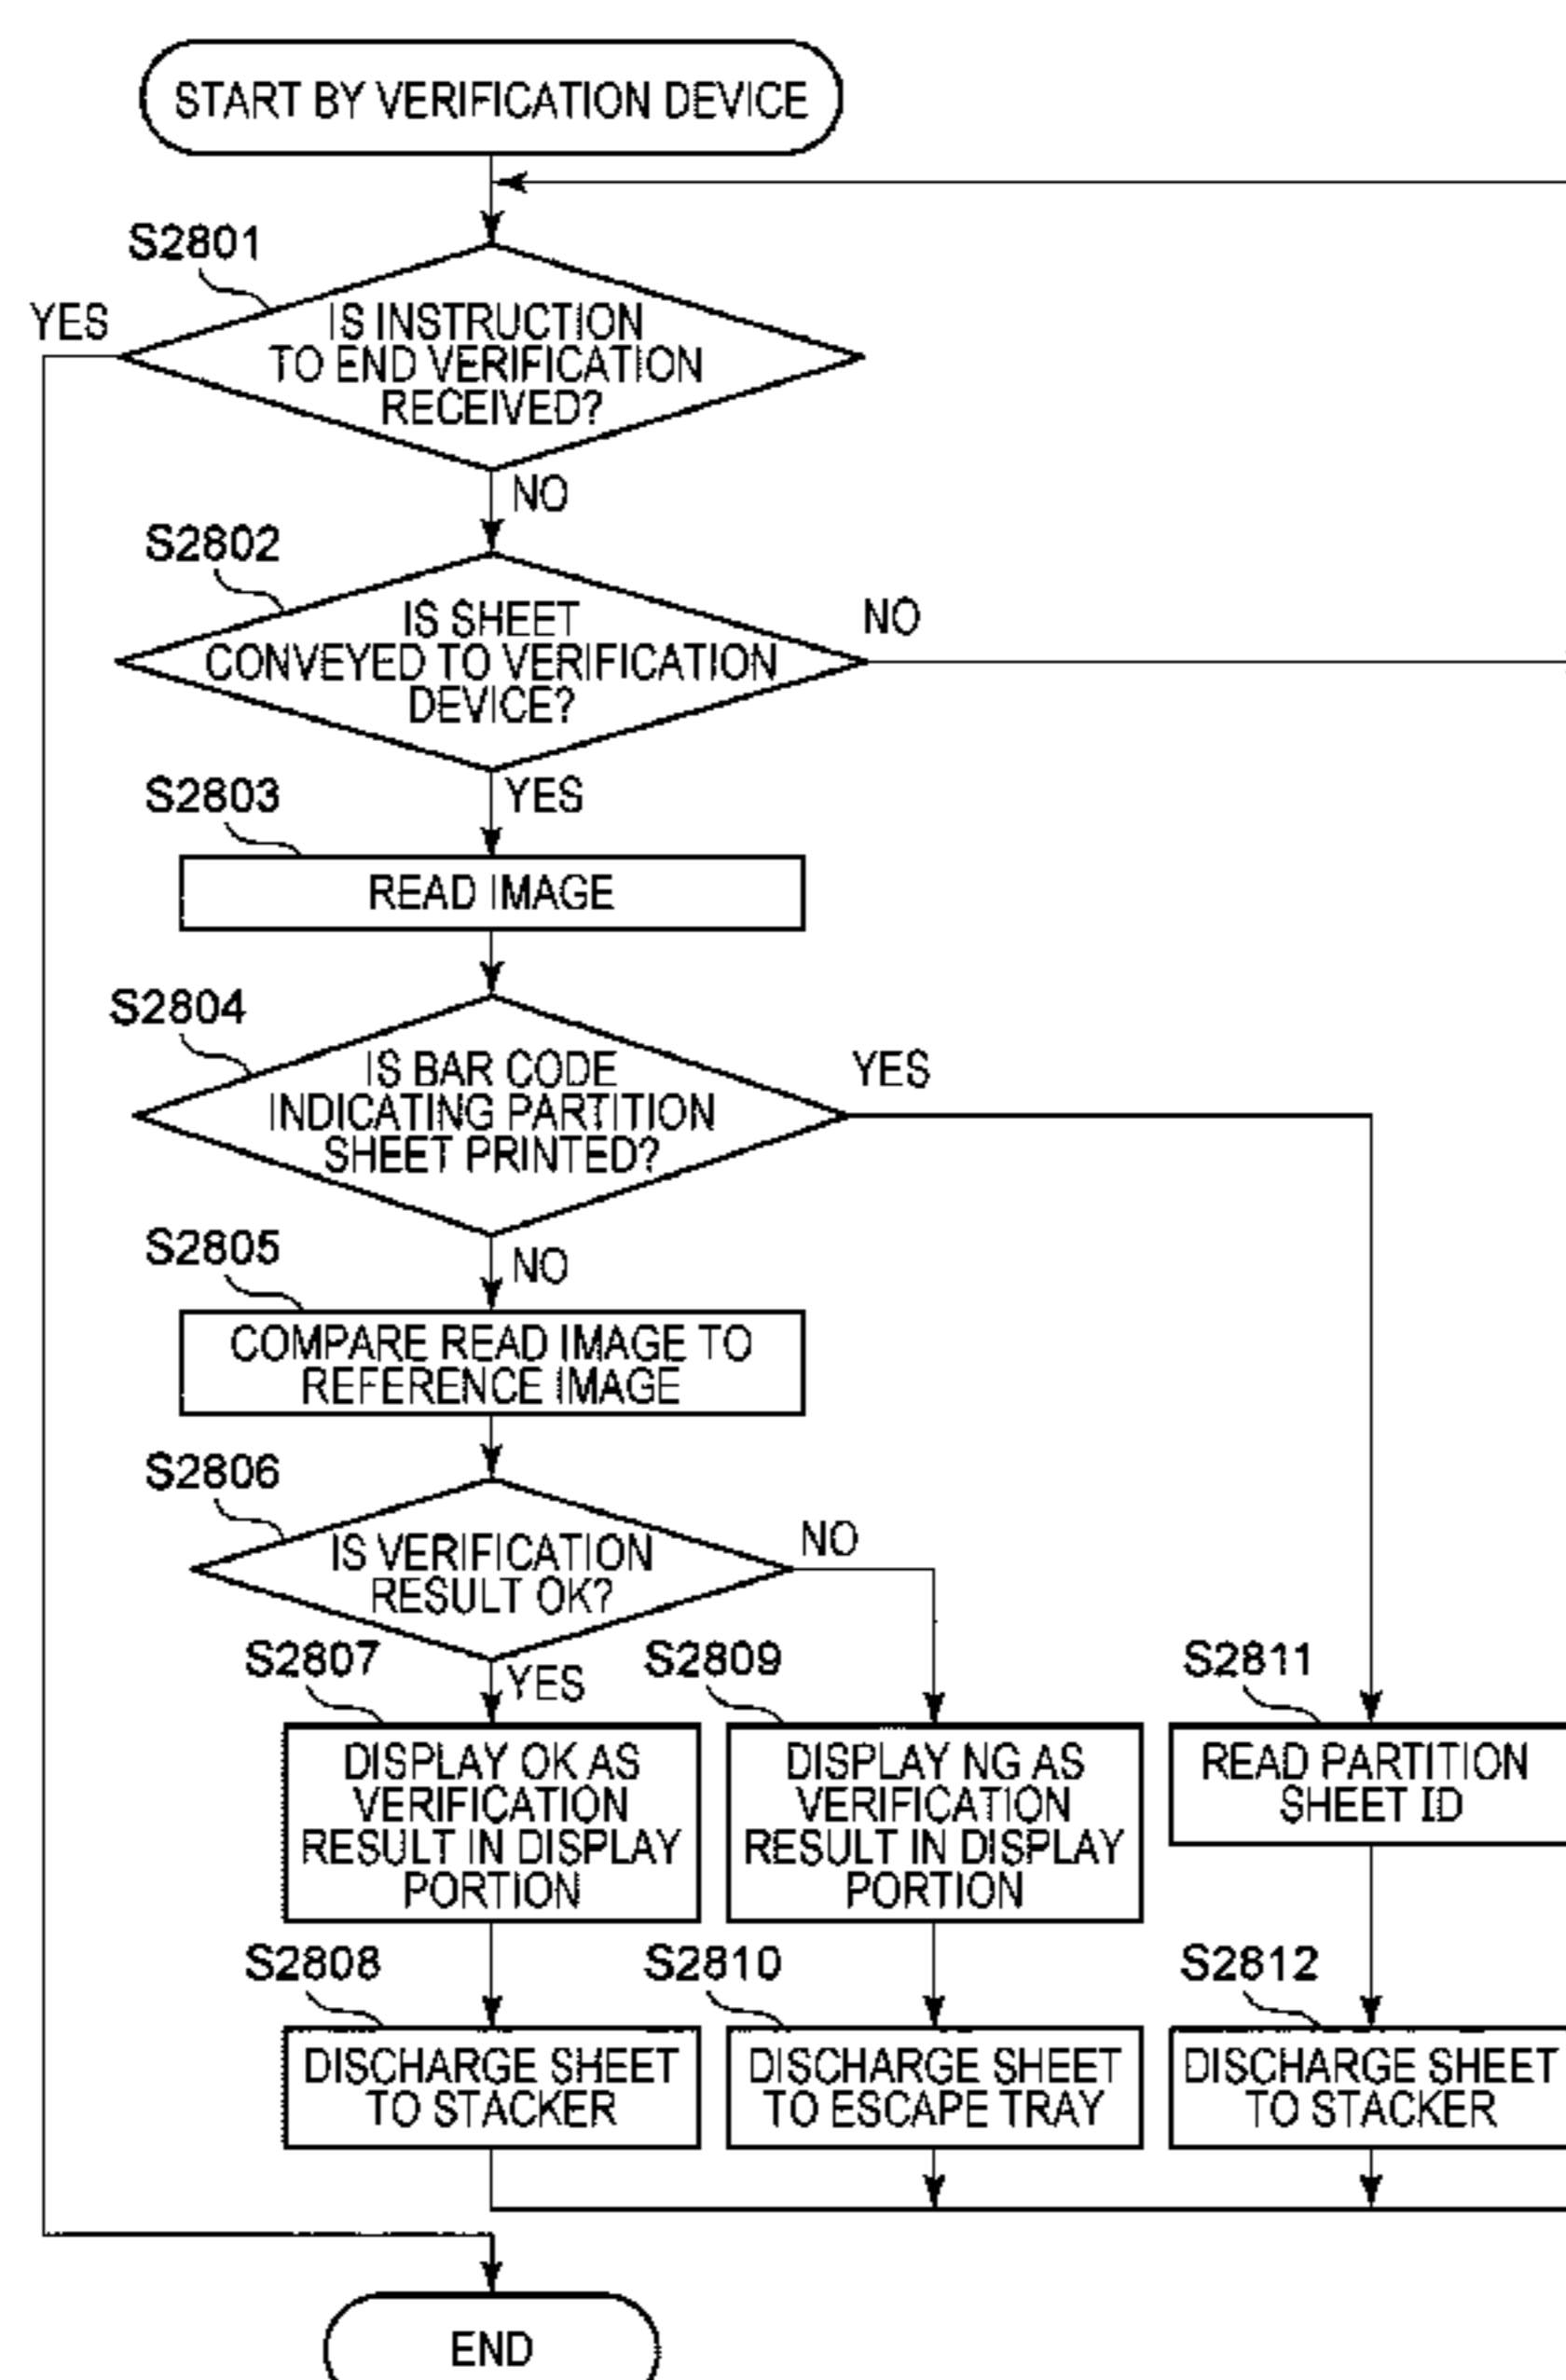 START BY VERIFICATION DEVICE
S2801
YES
IS INSTRUCTION
TO END VERIFICATION
RECEIVED?
NO
S2802
IS SHEET
CONVEYED TO VERIFICATION
DEVICE?
NO
YES
S2803
READ IMAGE
S2804
IS BAR CODE
INDICATING PARTITION
SHEET PRINTED?
YES
NO
S2805
COMPARE READ IMAGE TO
REFERENCE IMAGE
S2806
IS VERIFICATION
RESULT OK?
NO
YES
S2807
DISPLAY OK AS
VERIFICATION
RESULT IN DISPLAY
PORTION
S2809
DISPLAY NG AS
VERIFICATION
RESULT IN DISPLAY
PORTION
S2811
READ PARTITION
SHEET ID
S2808
DISCHARGE SHEET
TO STACKER
S2810
DISCHARGE SHEET
TO ESCAPE TRAY
S2812
DISCHARGE SHEET
TO STACKER
END